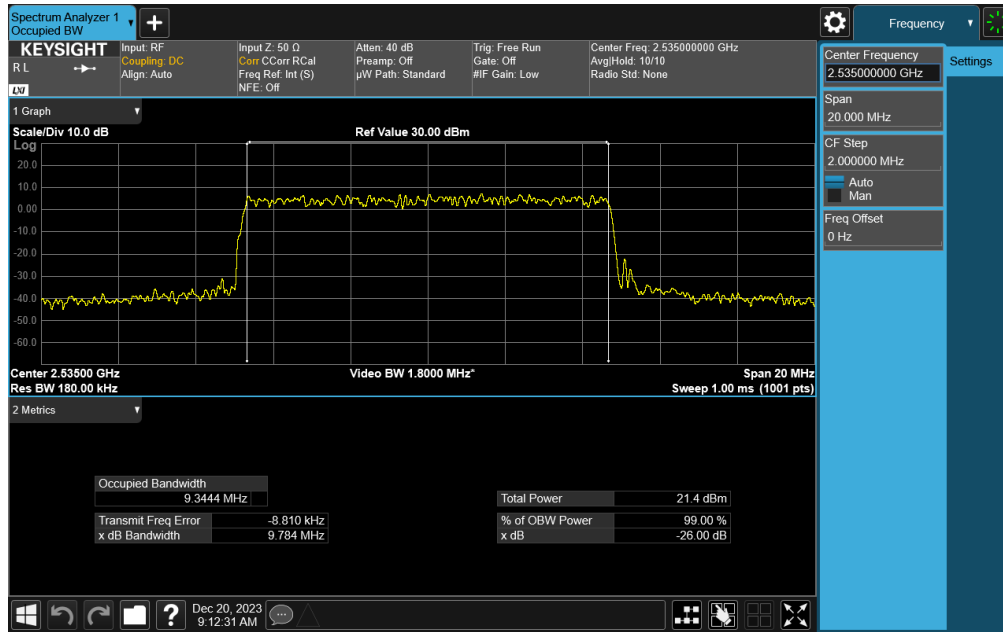 Spectrum Analyzer 1
Occupied BW
Frequency
KEYSIGHT
R L
LXI
Input: RF
Coupling: DC
Align: Auto
Input Z: 50 Ω
Corr CCorr RCal
Freq Ref: Int (S)
NFE: Off
Atten: 40 dB
Preamp: Off
µW Path: Standard
Trig: Free Run
Gate: Off
#IF Gain: Low
Center Freq: 2.535000000 GHz
Avg|Hold: 10/10
Radio Std: None
Center Frequency
2.535000000 GHz
Settings
Span
20.000 MHz
CF Step
2.000000 MHz
Auto
Man
Freq Offset
0 Hz
1 Graph
Scale/Div 10.0 dB
Ref Value 30.00 dBm
Log
20.0
10.0
0.00
-10.0
-20.0
-30.0
-40.0
-50.0
-60.0
Center 2.53500 GHz
Video BW 1.8000 MHz*
Span 20 MHz
Res BW 180.00 kHz
Sweep 1.00 ms (1001 pts)
2 Metrics
Occupied Bandwidth
9.3444 MHz
Total Power 21.4 dBm
Transmit Freq Error -8.810 kHz
% of OBW Power 99.00 %
x dB Bandwidth 9.784 MHz
x dB -26.00 dB
?
Dec 20, 2023
9:12:31 AM